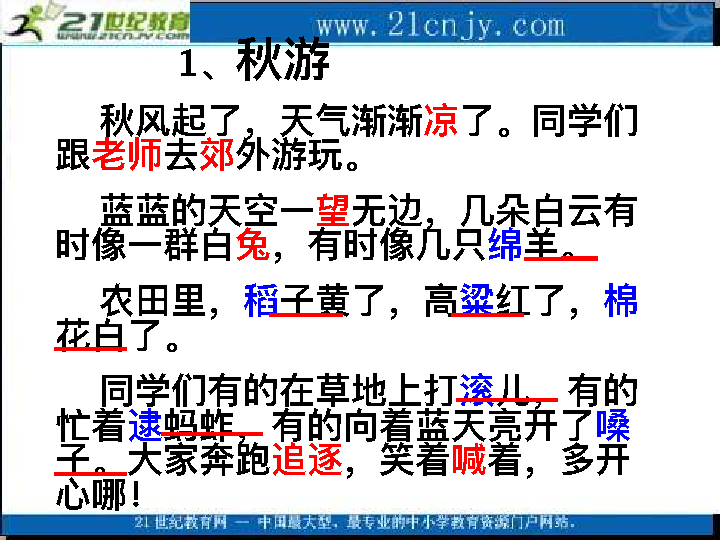 21世纪教育
WWW.21CNJY.COM
www.21cnjy.com
1、秋游
秋风起了，天气渐渐凉了。同学们
跟老师去郊外游玩。
蓝蓝的天空一望无边，几朵白云有
时像一群白兔，有时像几只绵羊。
农田里，稻子黄了，高粱红了，棉
花白了。
同学们有的在草地上打滚儿，有的
忙着逮蚂蚱，有的向着蓝天亮开了嗓
子。大家奔跑追逐，笑着喊着，多开
心哪！
21世纪教育网 -- 中国最大型、最专业的中小学教育资源门户网站.